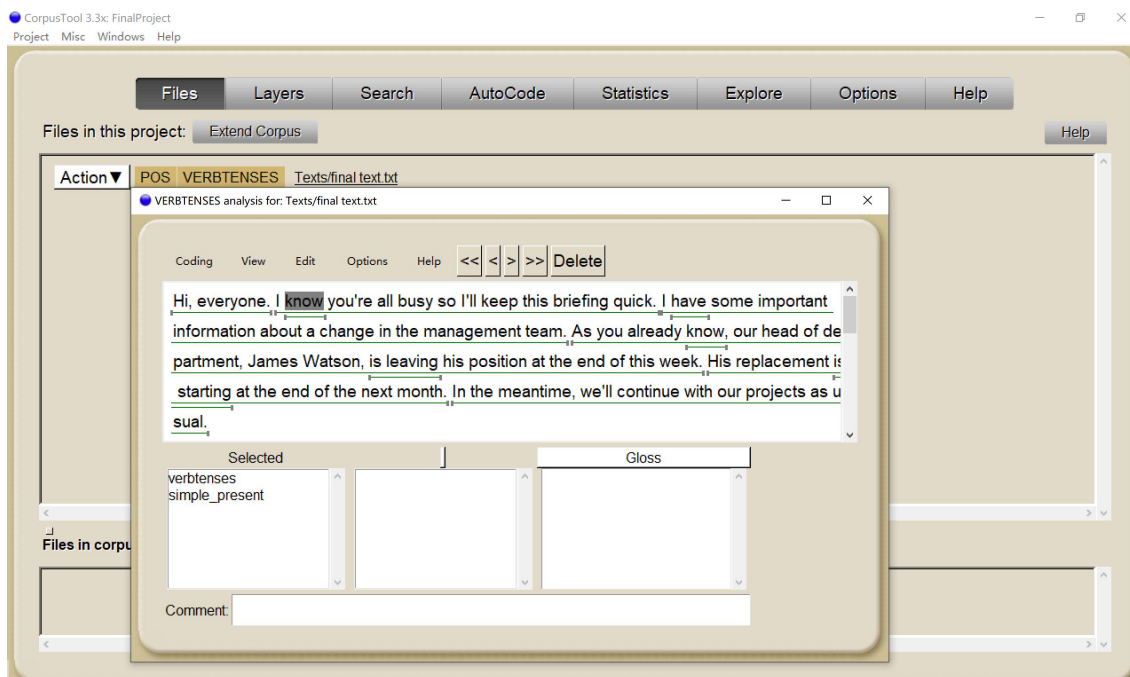 CorpusTool 3.3x: FinalProject
Project Misc Windows Help
Files Layers Search AutoCode Statistics Explore Options Help
Files in this project: Extend Corpus Help
Action▼ POS VERBTENSES Texts/final text.txt
VERBTENSES analysis for: Texts/final text.txt
Coding View Edit Options Help << < > >> Delete
Hi, everyone. I know you're all busy so I'll keep this briefing quick. I have some important
information about a change in the management team. As you already know, our head of de
partment, James Watson, is leaving his position at the end of this week. His replacement is
starting at the end of the next month. In the meantime, we'll continue with our projects as u
sual.
Selected Gloss
verbtenses
simple_present
Files in corpu
Comment: